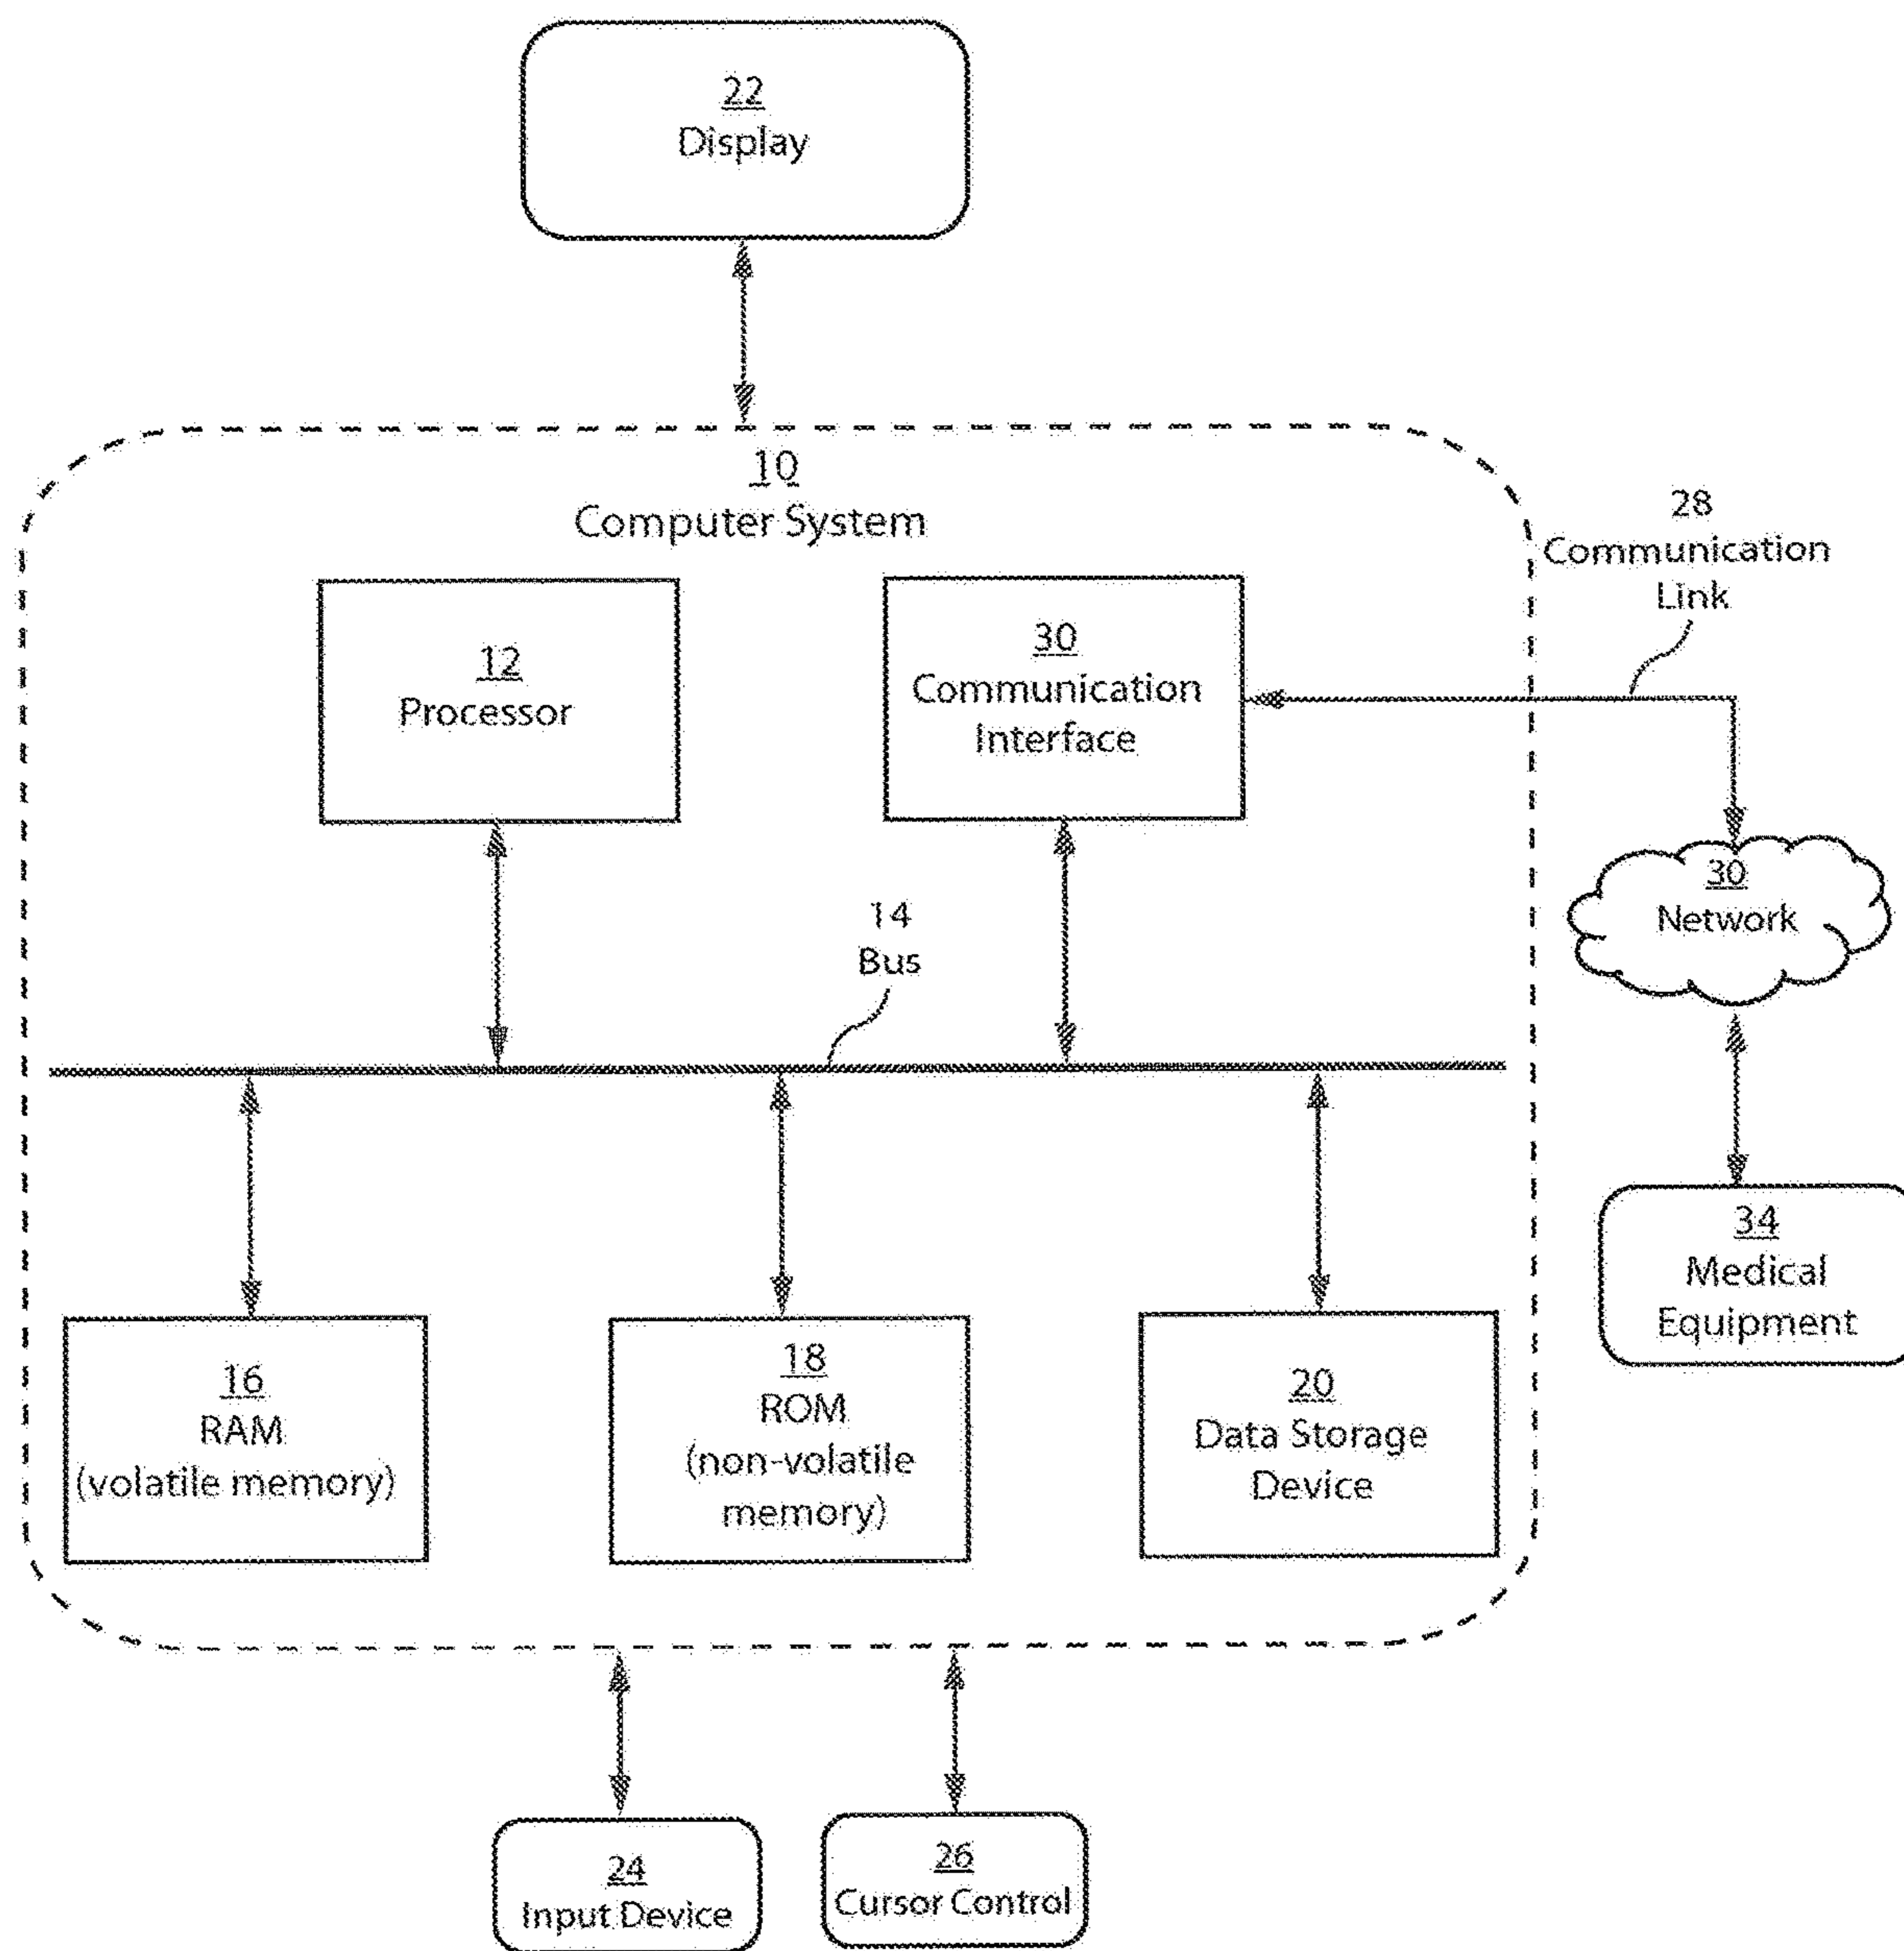 22
Display
10
Computer System
28
Communication
Link
12
Processor
30
Communication
Interface
30
Network
14
Bus
34
Medical
Equipment
16
RAM
(volatile memory)
18
ROM
(non-volatile
memory)
20
Data Storage
Device
24
Input Device
26
Cursor Control